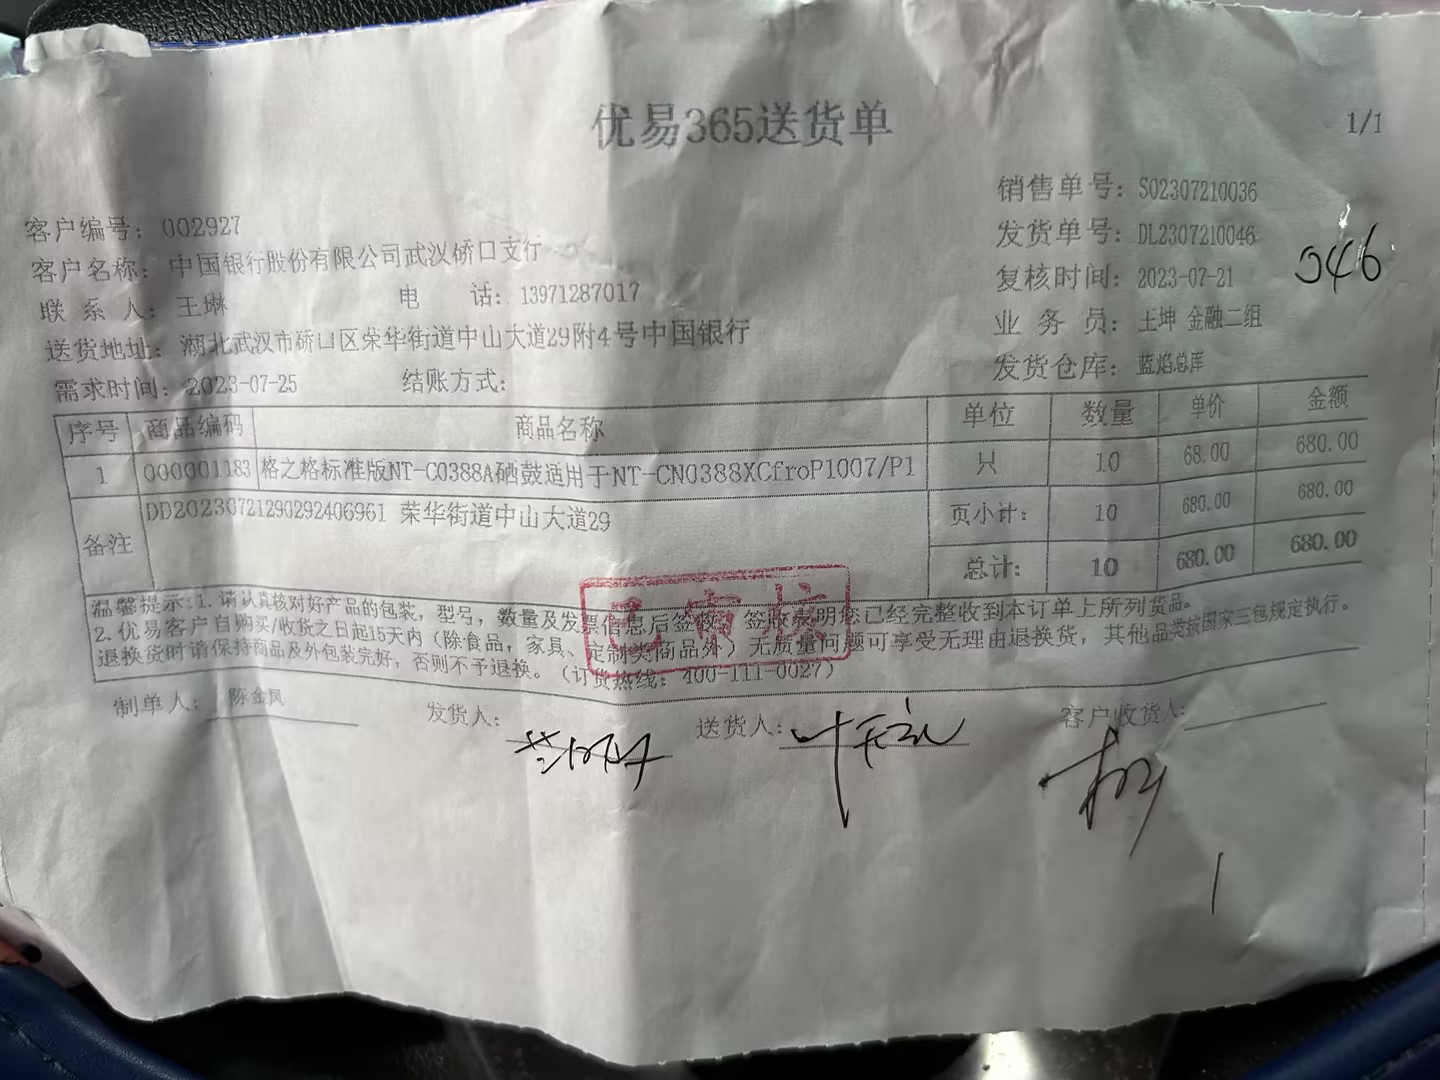 优易365送货单
1/1
销售单号：SO2307210036
客户编号：002927
发货单号：DL2307210046
046
客户名称：中国银行股份有限公司武汉硚口支行
复核时间：2023-07-21
联 系 人：王琳 电 话：13971287017
业 务 员：王坤 金融二组
送货地址：湖北武汉市硚口区荣华街道中山大道29附4号中国银行
发货仓库：蓝焰总库
需求时间：2023-07-25 结账方式：
序号 商品编码 商品名称 单位 数量 单价 金额
1 000001183 格之格标准版NT-C0388A硒鼓适用于NT-CN0388XCfroP1007/P1 只 10 68.00 680.00
备注 DD20230721290292406961 荣华街道中山大道29
页小计： 10 680.00 680.00
总计： 10 680.00 680.00
温馨提示：1. 请认真核对好产品的包装，型号，数量及发票信息后签收，签收表明您已经完整收到本订单上所列货品。
2. 优易客户自购买/收货之日起15天内（除食品，家具、定制类商品外）无质量问题可享受无理由退换货，其他品类按国家三包规定执行。
退换货时请保持商品及外包装完好，否则不予退换。（订货热线：400-111-0027）
已审核
制单人：陈金凤 发货人： 送货人： 客户收货人：